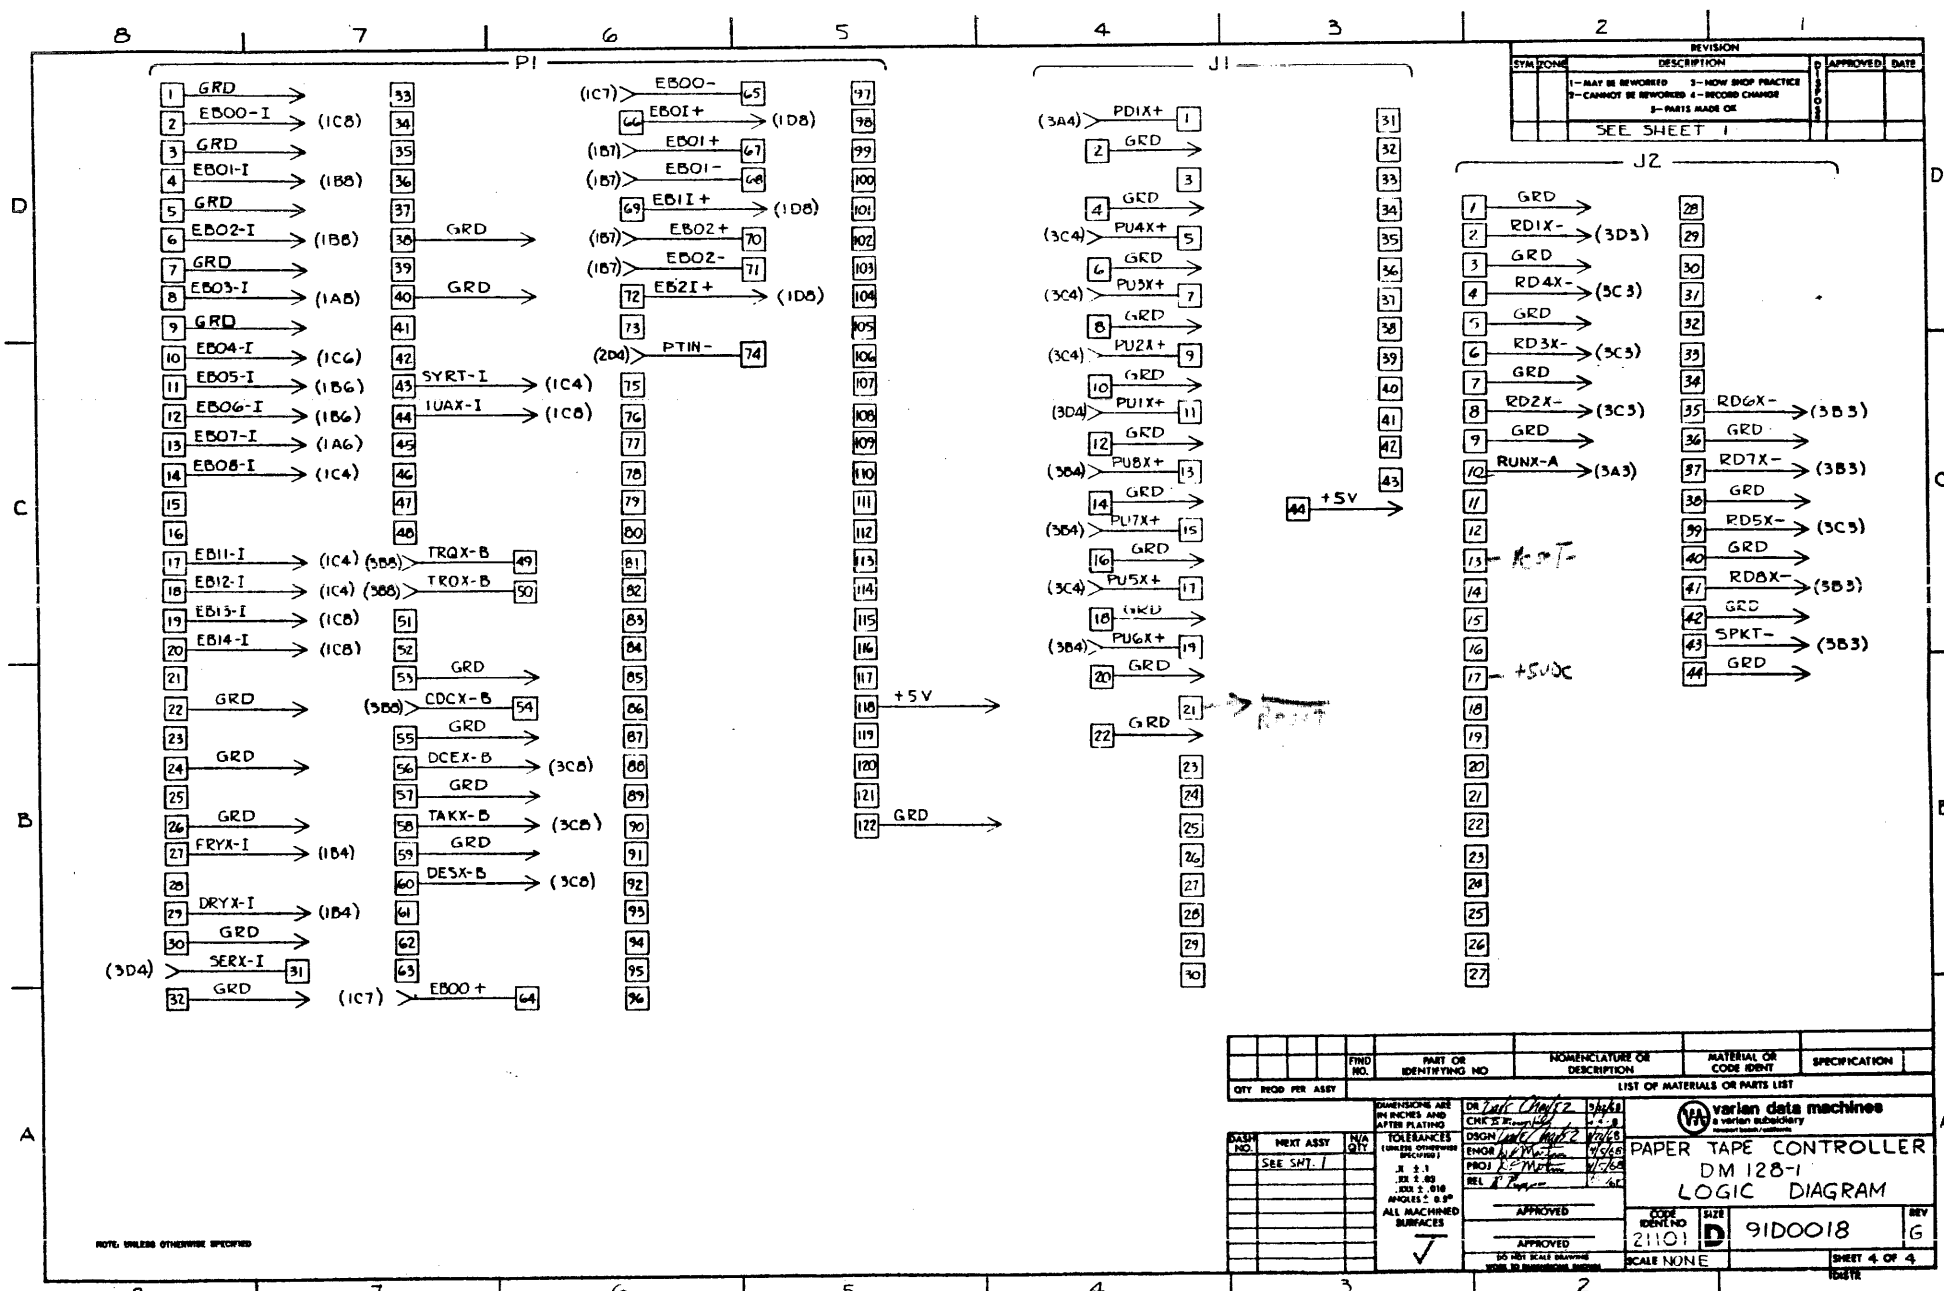 8 7 6 5 4 3 2 1
P1
1 GRD
2 EB00-I (1C8)
3 GRD
4 EB01-I (1B8)
5 GRD
6 EB02-I (1B8)
7 GRD
8 EB03-I (1A8)
9 GRD
10 EB04-I (1C6)
11 EB05-I (1B6)
12 EB06-I (1B6)
13 EB07-I (1A6)
14 EB08-I (1C4)
15
16
17 EB11-I (1C4)
18 EB12-I (1C4)
19 EB13-I (1C8)
20 EB14-I (1C8)
21
22 GRD
23
24 GRD
25
26 GRD
27 FRYX-I (1B4)
28
29 DRYX-I (1B4)
30 GRD
(3D4) SERX-I 31
32 GRD
33
34
35
36
37
38 GRD
39
40 GRD
41
42
43 SYRT-I (1C4)
44 IUAX-I (1C8)
45
46
47
48
(3B8) TRQX-B 49
(3B8) TROX-B 50
51
52
53 GRD
(3B8) CDCX-B 54
55 GRD
56 DCEX-B (3C8)
57 GRD
58 TAKX-B (3C8)
59 GRD
60 DESX-B (3C8)
61
62
63
(1C7) EB00+ 64
(1C7) EB00- 65
66 EB0I+ (1D8)
(1B7) EB01+ 67
(1B7) EB01- 68
69 EB1I+ (1D8)
(1B7) EB02+ 70
(1B7) EB02- 71
72 EB2I+ (1D8)
73
(2D4) PTIN- 74
75
76
77
78
79
80
81
82
83
84
85
86
87
88
89
90
91
92
93
94
95
96
97
98
99
100
101
102
103
104
105
106
107
108
109
110
111
112
113
114
115
116
117
118 +5V
119
120
121
122 GRD
J1
(3A4) PD1X+ 1
2 GRD
3
4 GRD
(3C4) PU4X+ 5
6 GRD
(3C4) PU3X+ 7
8 GRD
(3C4) PU2X+ 9
10 GRD
(3D4) PU1X+ 11
12 GRD
(3B4) PU8X+ 13
14 GRD
(3B4) PU7X+ 15
16 GRD
(3C4) PU5X+ 17
18 GRD
(3B4) PU6X+ 19
20 GRD
21
22 GRD
23
24
25
26
27
28
29
30
31
32
33
34
35
36
37
38
39
40
41
42
43
44 +5V
J2
1 GRD
2 RD1X- (3D3)
3 GRD
4 RD4X- (3C3)
5 GRD
6 RD3X- (3C3)
7 GRD
8 RD2X- (3C3)
9 GRD
10 RUNX-A (3A3)
11
12
13
14
15
16
17 - +5VDC
18
19
20
21
22
23
24
25
26
27
28
29
30
31
32
33
34
35 RD6X- (3B3)
36 GRD
37 RD7X- (3B3)
38 GRD
39 RD5X- (3C3)
40 GRD
41 RD8X- (3B3)
42 GRD
43 SPKT- (3B3)
44 GRD
REVISION
SYM ZONE DESCRIPTION APPROVED DATE
1-MAY BE REWORKED 3-NOW SHOP PRACTICE
2-CANNOT BE REWORKED 4-RECORD CHANGE
5-PARTS MADE OK
SEE SHEET 1
D D
C C
B B
A A
FIND NO. PART OR IDENTIFYING NO NOMENCLATURE OR DESCRIPTION MATERIAL OR CODE IDENT SPECIFICATION
QTY REQD PER ASSY LIST OF MATERIALS OR PARTS LIST
DASH NO. NEXT ASSY N/A QTY
SEE SHT. 1
DIMENSIONS ARE IN INCHES AND AFTER PLATING
TOLERANCES
(UNLESS OTHERWISE SPECIFIED)
.X ± .1
.XX ± .03
.XXX ± .010
ANGLES ± 0.5°
ALL MACHINED SURFACES
DR
CHK
DSGN
ENGR
PROJ
REL
APPROVED
APPROVED
DO NOT SCALE DRAWING
varian data machines
a varian subsidiary
newport beach/california
PAPER TAPE CONTROLLER
DM 128-1
LOGIC DIAGRAM
CODE IDENT NO 21101
SIZE D
91D0018
REV G
SCALE NONE
SHEET 4 OF 4
NOTE: UNLESS OTHERWISE SPECIFIED